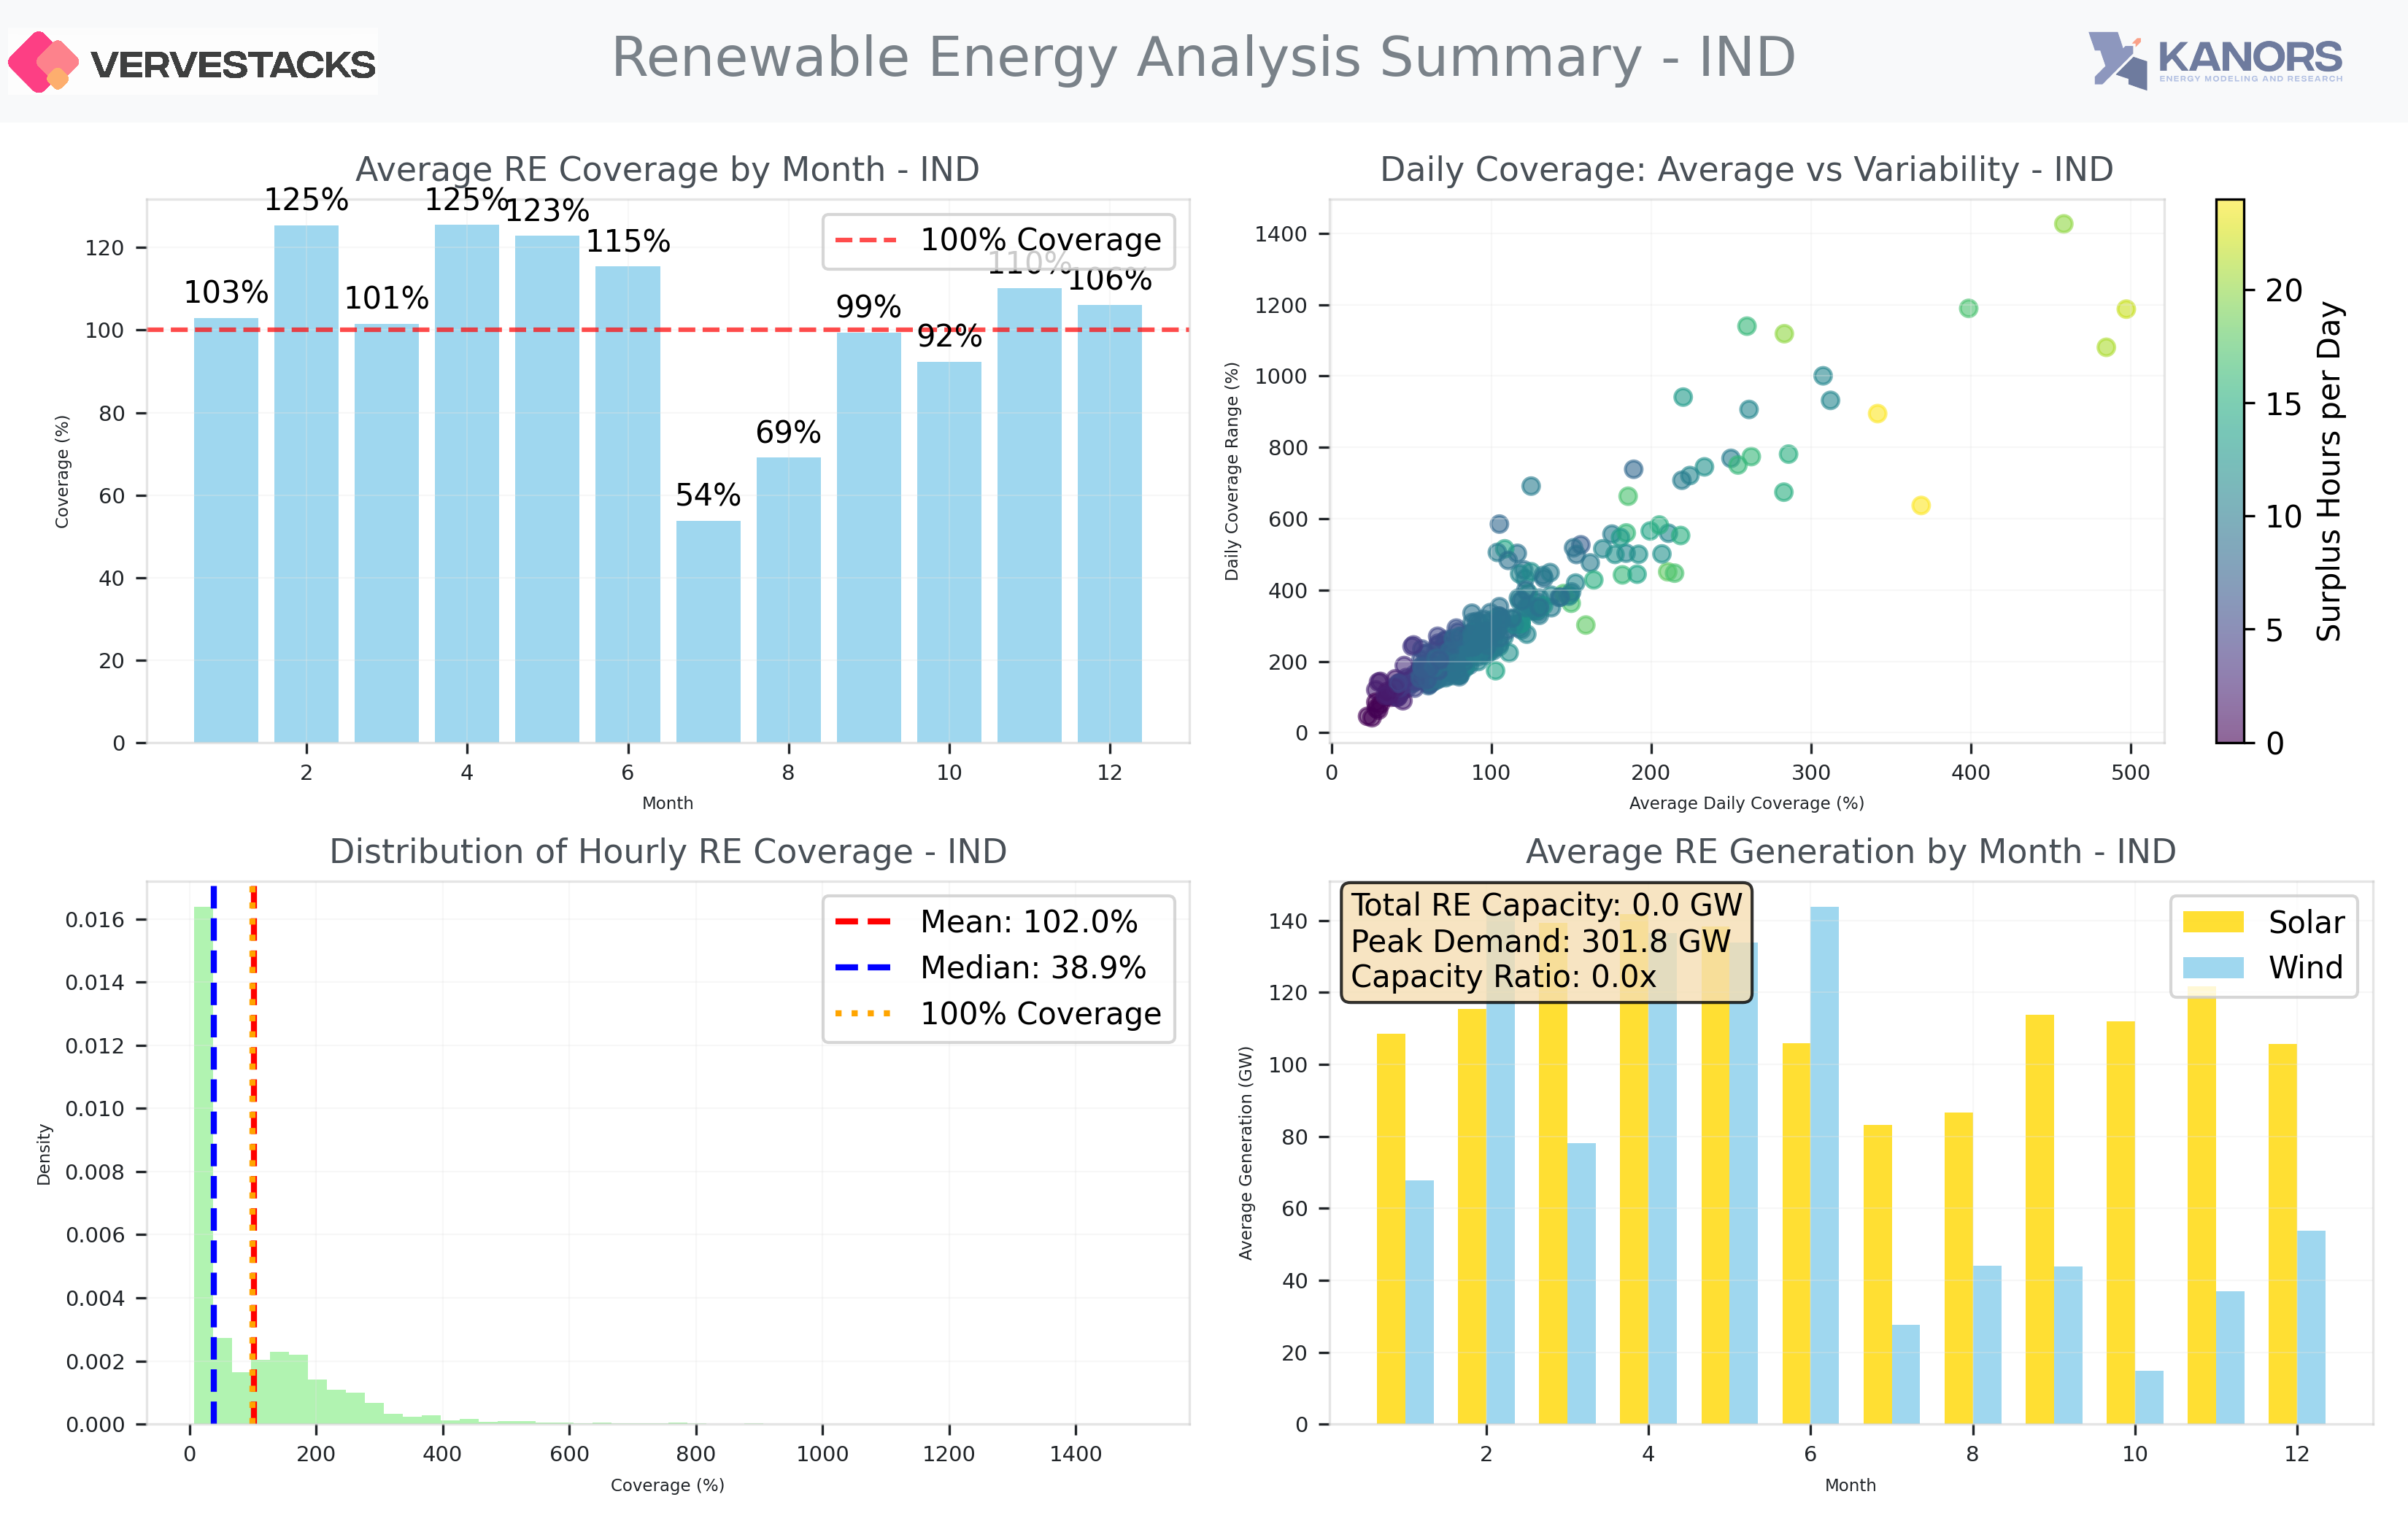 VERVESTACKS
Renewable Energy Analysis Summary - IND
KANORS
ENERGY MODELING AND RESEARCH
Average RE Coverage by Month - IND
125%
125%
123%
115%
100% Coverage
110%
106%
103%
101%
99%
92%
69%
54%
120
100
80
60
40
20
0
Coverage (%)
2
4
6
8
10
12
Month
Daily Coverage: Average vs Variability - IND
1400
1200
1000
800
600
400
200
0
Daily Coverage Range (%)
0
100
200
300
400
500
Average Daily Coverage (%)
20
15
10
5
0
Surplus Hours per Day
Distribution of Hourly RE Coverage - IND
Mean: 102.0%
Median: 38.9%
100% Coverage
0.016
0.014
0.012
0.010
0.008
0.006
0.004
0.002
0.000
Density
0
200
400
600
800
1000
1200
1400
Coverage (%)
Average RE Generation by Month - IND
Total RE Capacity: 0.0 GW
Peak Demand: 301.8 GW
Capacity Ratio: 0.0x
Solar
Wind
140
120
100
80
60
40
20
0
Average Generation (GW)
2
4
6
8
10
12
Month